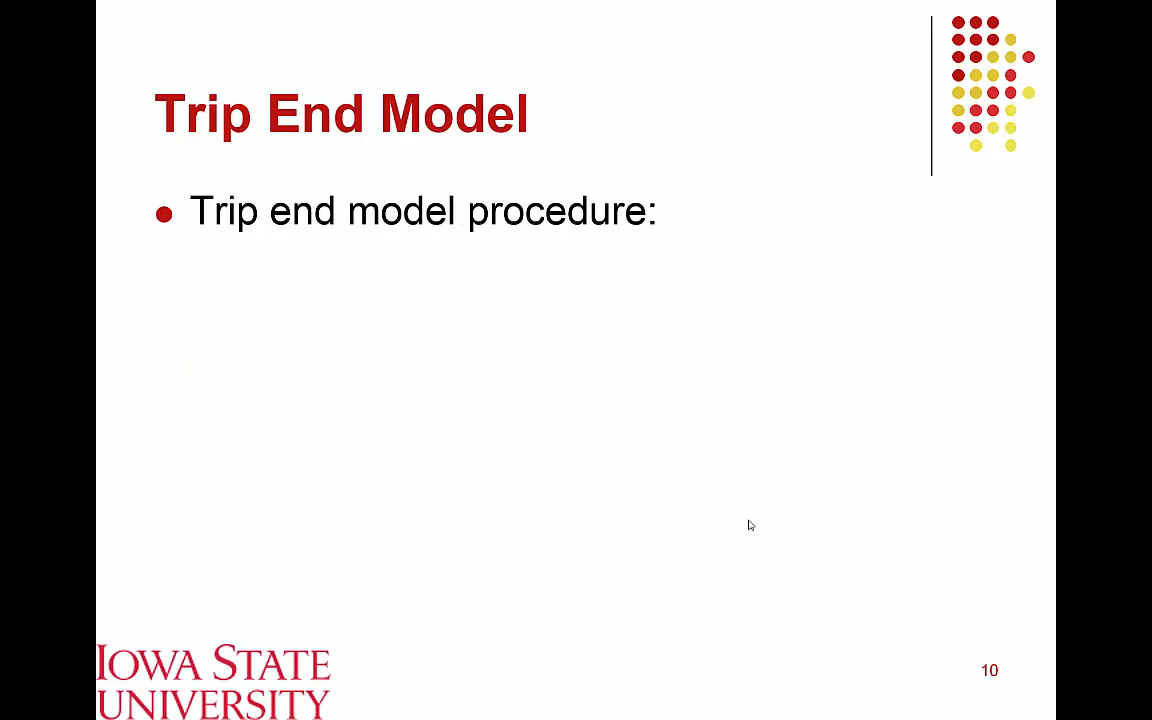 Trip End Model
Trip end model procedure:
IOWA STATE
UNIVERSITY
10